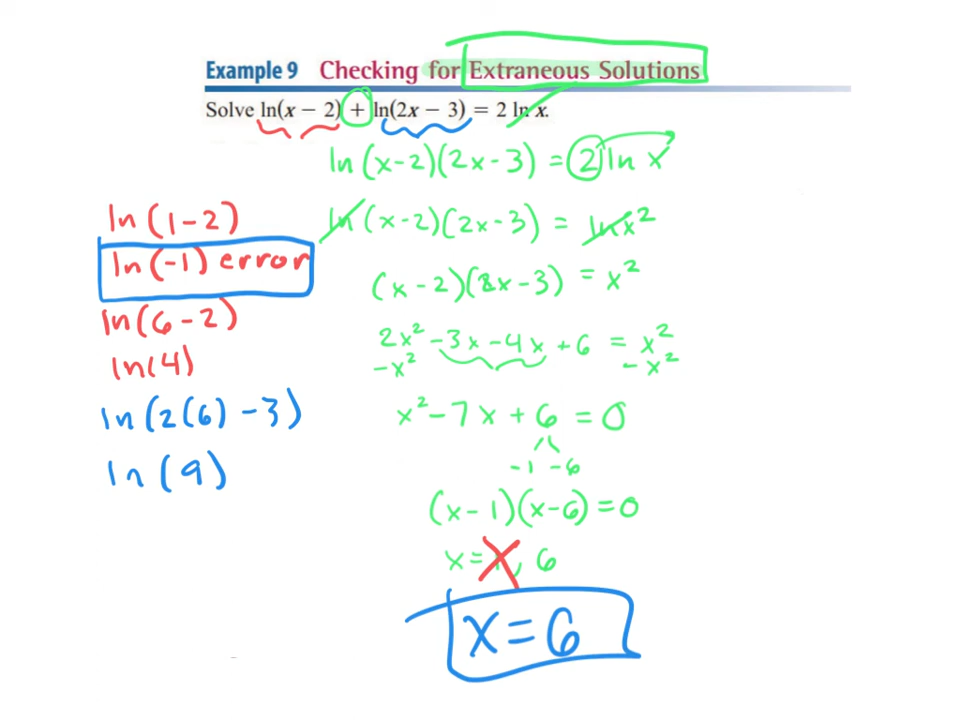 Example 9 Checking for Extraneous Solutions
Solve ln(x − 2) + ln(2x − 3) = 2 ln x.
ln (x-2)(2x-3) = 2 ln x
ln (x-2)(2x-3) = ln x²
(x-2)(2x-3) = x²
2x² -3x -4x +6 = x²
-x² -x²
x² - 7x + 6 = 0
-1 -6
(x-1)(x-6) = 0
x = 1, 6
x = 6
ln (1-2)
ln (-1) error
ln (6-2)
ln(4)
ln (2(6) -3)
ln (9)